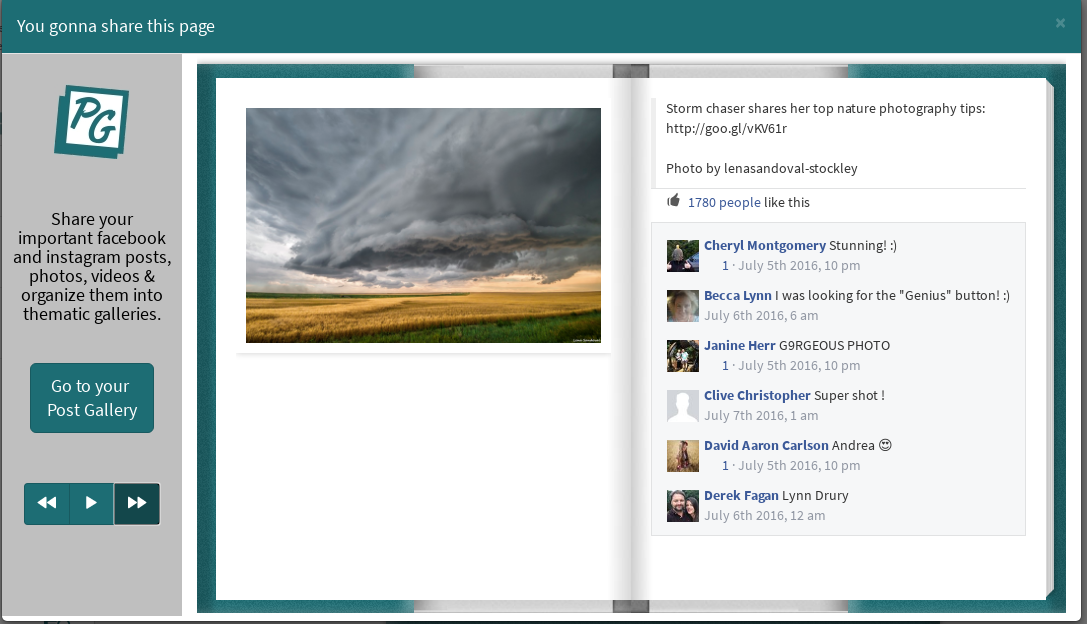 You gonna share this page
×
PG
Share your
important facebook
and instagram posts,
photos, videos &
organize them into
thematic galleries.
Go to your
Post Gallery
Storm chaser shares her top nature photography tips:
http://goo.gl/vKV61r
Photo by lenasandoval-stockley
1780 people like this
Cheryl Montgomery Stunning! :)
1 · July 5th 2016, 10 pm
Becca Lynn I was looking for the "Genius" button! :)
July 6th 2016, 6 am
Janine Herr G9RGEOUS PHOTO
1 · July 5th 2016, 10 pm
Clive Christopher Super shot !
July 7th 2016, 1 am
David Aaron Carlson Andrea 😍
1 · July 5th 2016, 10 pm
Derek Fagan Lynn Drury
July 6th 2016, 12 am